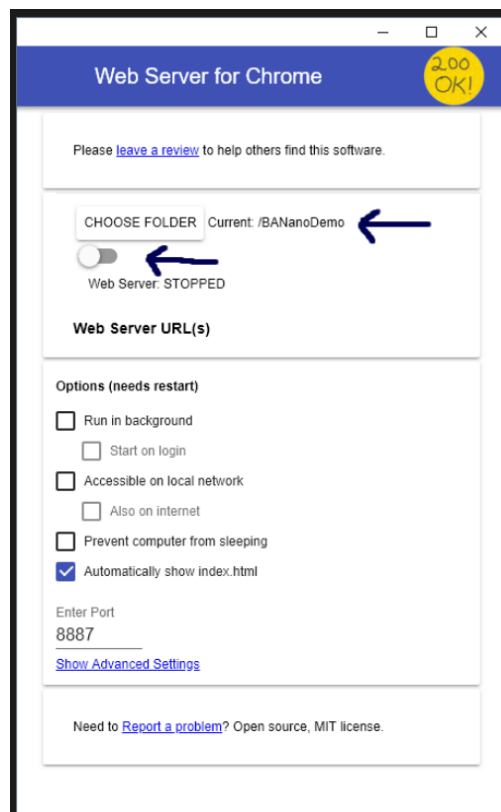 Web Server for Chrome
200
OK!
Please leave a review to help others find this software.
CHOOSE FOLDER Current: /BANanoDemo
Web Server: STOPPED
Web Server URL(s)
Options (needs restart)
Run in background
Start on login
Accessible on local network
Also on internet
Prevent computer from sleeping
Automatically show index.html
Enter Port
8887
Show Advanced Settings
Need to Report a problem? Open source, MIT license.